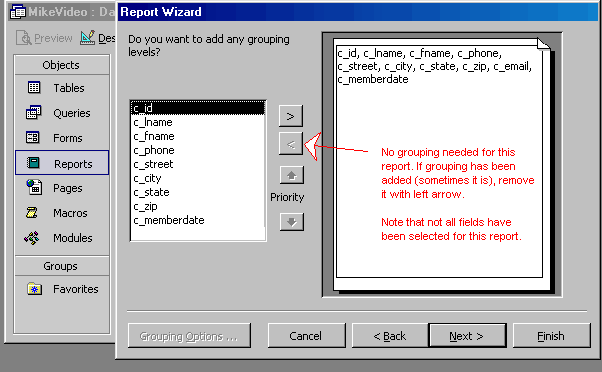 MikeVideo : Da
Preview
Des
Objects
Tables
Queries
Forms
Reports
Pages
Macros
Modules
Groups
Favorites
Report Wizard
Do you want to add any grouping
levels?
c_id
c_lname
c_fname
c_phone
c_street
c_city
c_state
c_zip
c_memberdate
>
<
Priority
c_id, c_lname, c_fname, c_phone,
c_street, c_city, c_state, c_zip, c_email,
c_memberdate
No grouping needed for this
report. If grouping has been
added (sometimes it is), remove
it with left arrow.
Note that not all fields have
been selected for this report.
Grouping Options ...
Cancel
< Back
Next >
Finish